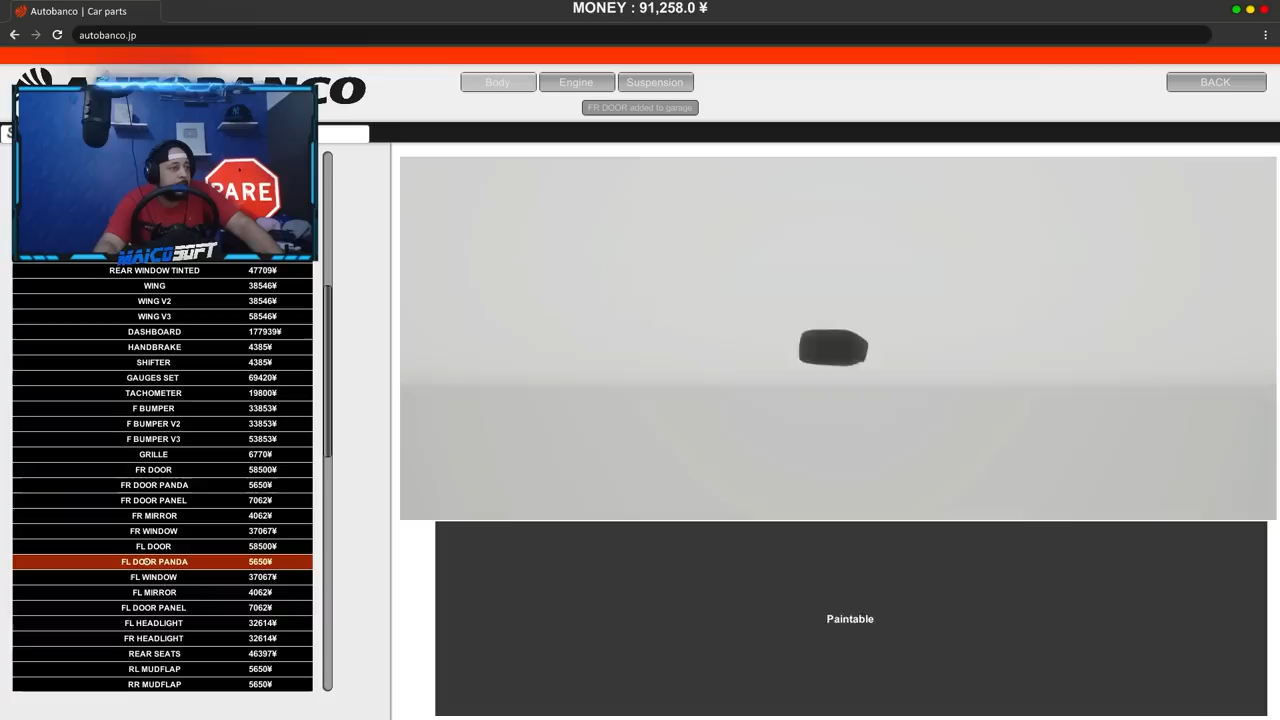 Autobanco | Car parts
MONEY : 91,258.0 ¥
autobanco.jp
AUTOBANCO
Body
Engine
Suspension
BACK
FR DOOR added to garage
PARE
MAICOSOFT
REAR WINDOW TINTED 47709¥
WING 38546¥
WING V2 38546¥
WING V3 58546¥
DASHBOARD 177939¥
HANDBRAKE 4385¥
SHIFTER 4385¥
GAUGES SET 69420¥
TACHOMETER 19800¥
F BUMPER 33853¥
F BUMPER V2 33853¥
F BUMPER V3 53853¥
GRILLE 6770¥
FR DOOR 58500¥
FR DOOR PANDA 5650¥
FR DOOR PANEL 7062¥
FR MIRROR 4062¥
FR WINDOW 37067¥
FL DOOR 58500¥
FL DOOR PANDA 5650¥
FL WINDOW 37067¥
FL MIRROR 4062¥
FL DOOR PANEL 7062¥
FL HEADLIGHT 32614¥
FR HEADLIGHT 32614¥
REAR SEATS 46397¥
RL MUDFLAP 5650¥
RR MUDFLAP 5650¥
Paintable